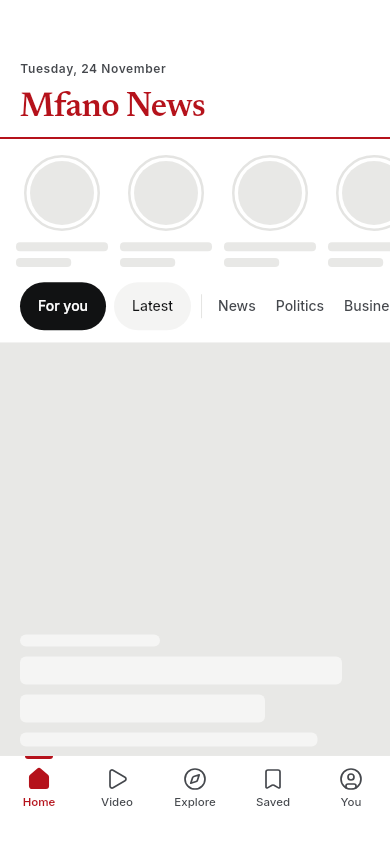 Tuesday, 24 November
Mfano News
For you
Latest
News
Politics
Busine
Home
Video
Explore
Saved
You